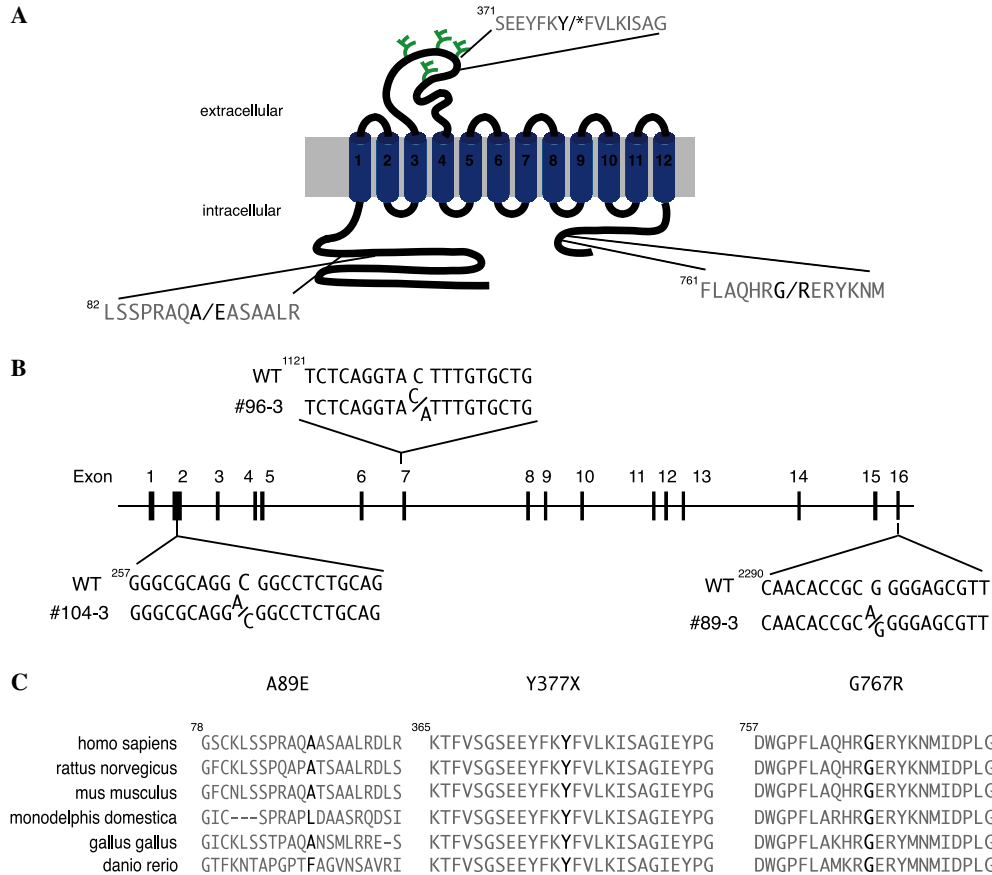 A
371 SEEYFKY/*FVLKISAG
extracellular
1 2 3 4 5 6 7 8 9 10 11 12
intracellular
82 LSSPRAQA/EASAALR
761 FLAQHRG/RERYKNM
B
WT 1121 TCTCAGGTA C TTTGTGCTG
#96-3 TCTCAGGTA C/A TTTGTGCTG
Exon 1 2 3 4 5 6 7 8 9 10 11 12 13 14 15 16
WT 257 GGGCGCAGG C GGCCTCTGCAG
#104-3 GGGCGCAGG A/C GGCCTCTGCAG
WT 2290 CAACACCGC G GGGAGCGTT
#89-3 CAACACCGC A/G GGGAGCGTT
C
A89E Y377X G767R
78 365 757
homo sapiens GSCKLSSPRAQAASAALRDLR KTFVSGSEEYFKYFVLKISAGIEYPG DWGPFLAQHRGERYKNMIDPLG
rattus norvegicus GFCKLSSPQAPATSAALRDLS KTFVSGSEEYFKYFVLKISAGIEYPG DWGPFLAQHRGERYKNMIDPLG
mus musculus GFCNLSSPRAQATSAALRDLS KTFVSGSEEYFKYFVLKISAGIEYPG DWGPFLAQHRGERYKNMIDPLG
monodelphis domestica GIC---SPRAPLDAASRQDSI KTFVSGSEEYFKYFVLKISAGIEYPG DWGPFLARHRGERYKNMIDPLG
gallus gallus GICKLSSTPAQANSMLRRE-S KTFVSGSEEYFKYFVLKISAGIEYPG DWGPFLAKHRGERYMNMIDPLG
danio rerio GTFKNTAPGPTFAGVNSAVRI KTFVSGSEEYFKYFVLKISAGIEYPG DWGPFLAMKRGERYKNMIDPLG